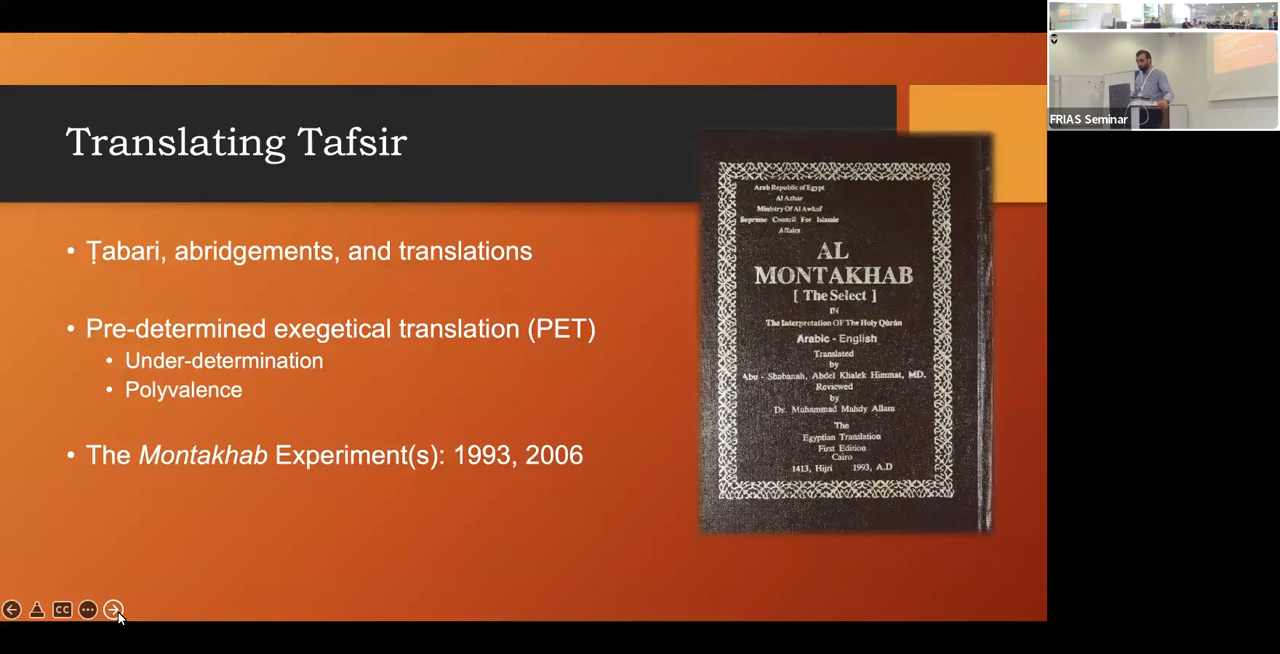 Translating Tafsir
• Ṭabari, abridgements, and translations
• Pre-determined exegetical translation (PET)
• Under-determination
• Polyvalence
• The Montakhab Experiment(s): 1993, 2006
Arab Republic of Egypt
Al Azhar
Ministry Of Al Awkaf
Supreme Council For Islamic
Affairs
AL
MONTAKHAB
[ The Select ]
IN
The Interpretation OF The Holy Qurān
Arabic - English
Translated
by
Abu - Shabanah, Abdel Khalek Himmat, MD.
Reviewed
by
Dr. Muhammad Mahdy Allam
The
Egyptian Translation
First Edition
Cairo
1413, Hijri 1993, A.D
FRIAS Seminar
CC